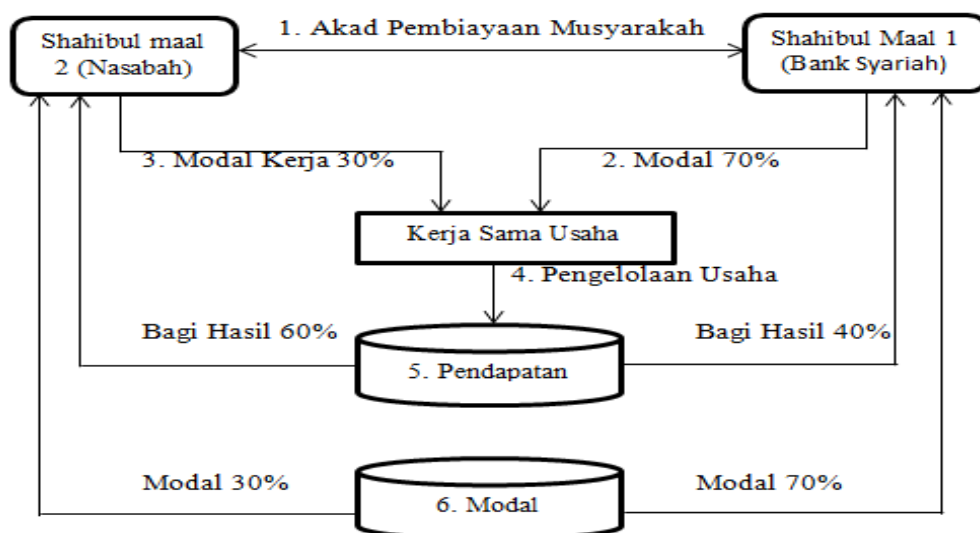 Shahibul maal
2 (Nasabah)
1. Akad Pembiayaan Musyarakah
Shahibul Maal 1
(Bank Syariah)
3. Modal Kerja 30%
2. Modal 70%
Kerja Sama Usaha
4. Pengelolaan Usaha
Bagi Hasil 60%
Bagi Hasil 40%
5. Pendapatan
Modal 30%
Modal 70%
6. Modal